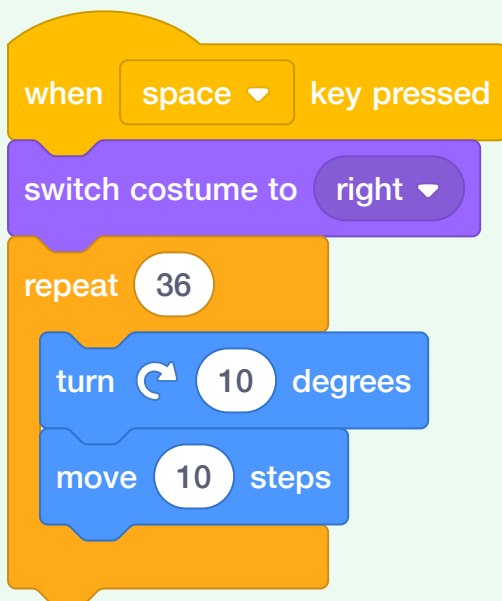 when space key pressed
switch costume to right
repeat 36
turn 10 degrees
move 10 steps